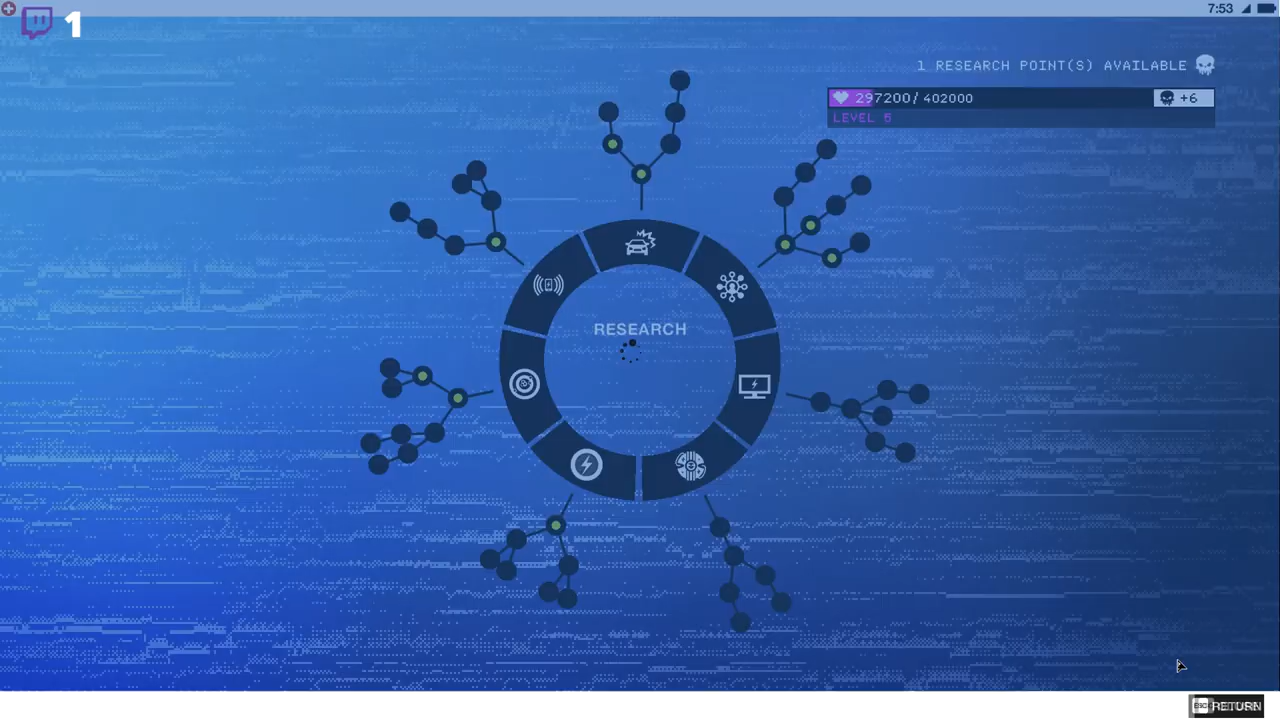 1
7:53
1 RESEARCH POINT(S) AVAILABLE
297200/ 402000
+6
LEVEL 5
RESEARCH
RETURN